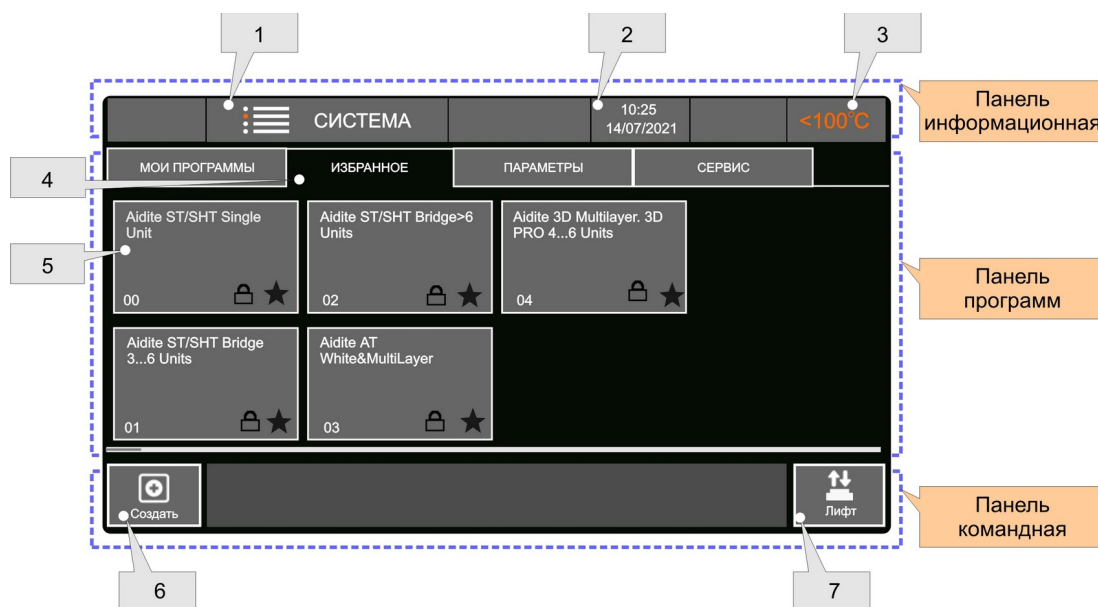 1
2
3
СИСТЕМА
10:25
14/07/2021
<100°C
Панель
информационная
МОИ ПРОГРАММЫ
ИЗБРАННОЕ
ПАРАМЕТРЫ
СЕРВИС
4
Aidite ST/SHT Single
Unit
00
Aidite ST/SHT Bridge>6
Units
02
Aidite 3D Multilayer. 3D
PRO 4...6 Units
04
5
Панель
программ
Aidite ST/SHT Bridge
3...6 Units
01
Aidite AT
White&MultiLayer
03
Создать
Лифт
Панель
командная
6
7